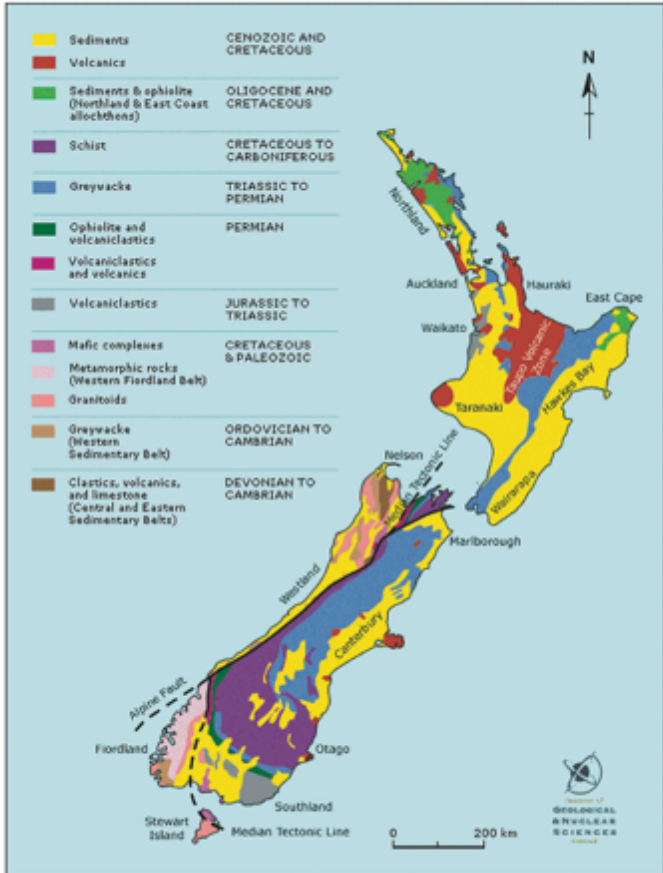 Sediments CENOZOIC AND
CRETACEOUS
Volcanics
Sediments & ophiolite OLIGOCENE AND
(Northland & East Coast CRETACEOUS
allochthons)
Schist CRETACEOUS TO
CARBONIFEROUS
Greywacke TRIASSIC TO
PERMIAN
Ophiolite and PERMIAN
volcaniclastics
Volcaniclastics
and volcanics
Volcaniclastics JURASSIC TO
TRIASSIC
Mafic complexes CRETACEOUS
& PALEOZOIC
Metamorphic rocks
(Western Fiordland Belt)
Granitoids
Greywacke ORDOVICIAN TO
(Western CAMBRIAN
Sedimentary Belt)
Clastics, volcanics, DEVONIAN TO
and limestone CAMBRIAN
(Central and Eastern
Sedimentary Belts)
N
Northland
Auckland
Hauraki
East Cape
Waikato
Taupo Volcanic
Zone
Hawkes Bay
Taranaki
Wairarapa
Nelson
Median Tectonic Line
Marlborough
Westland
Canterbury
Alpine Fault
Fiordland
Otago
Southland
Stewart
Island
Median Tectonic Line
0 200 km
GEOLOGICAL
& NUCLEAR
SCIENCES